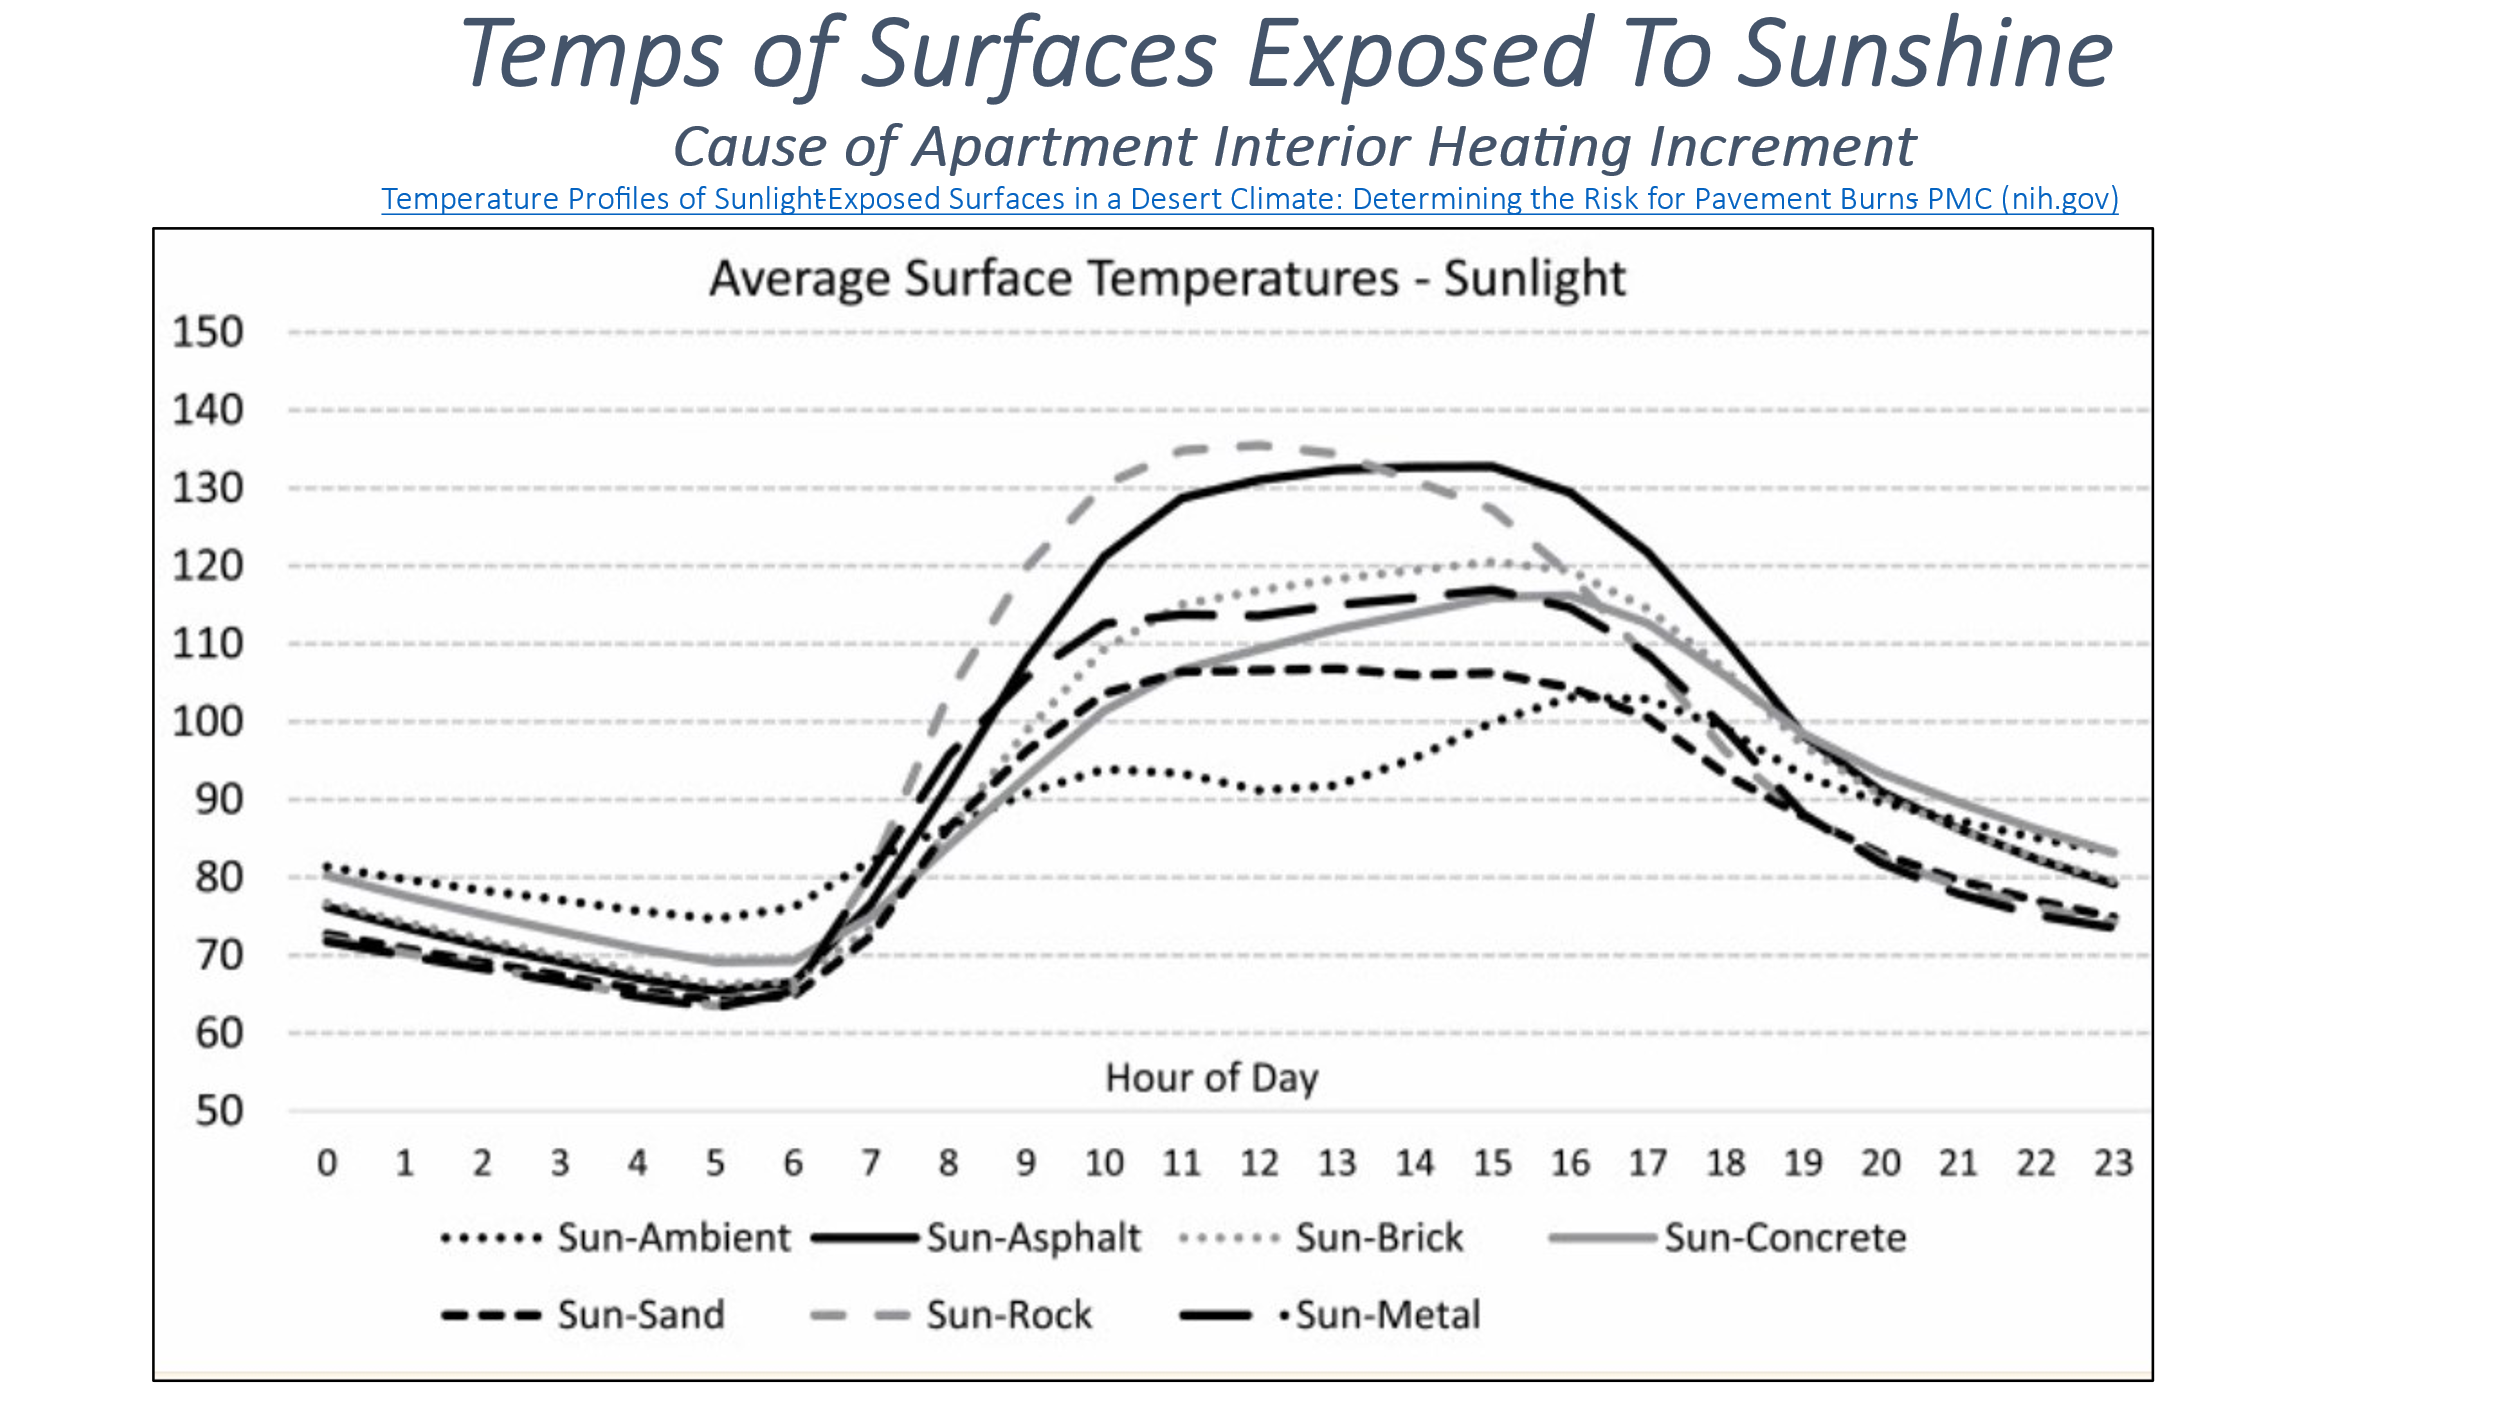 Temps of Surfaces Exposed To Sunshine
Cause of Apartment Interior Heating Increment
Temperature Profiles of Sunlight-Exposed Surfaces in a Desert Climate: Determining the Risk for Pavement Burns - PMC (nih.gov)
Average Surface Temperatures - Sunlight
150
140
130
120
110
100
90
80
70
60
Hour of Day
50
0 1 2 3 4 5 6 7 8 9 10 11 12 13 14 15 16 17 18 19 20 21 22 23
Sun-Ambient Sun-Asphalt Sun-Brick Sun-Concrete
Sun-Sand Sun-Rock Sun-Metal